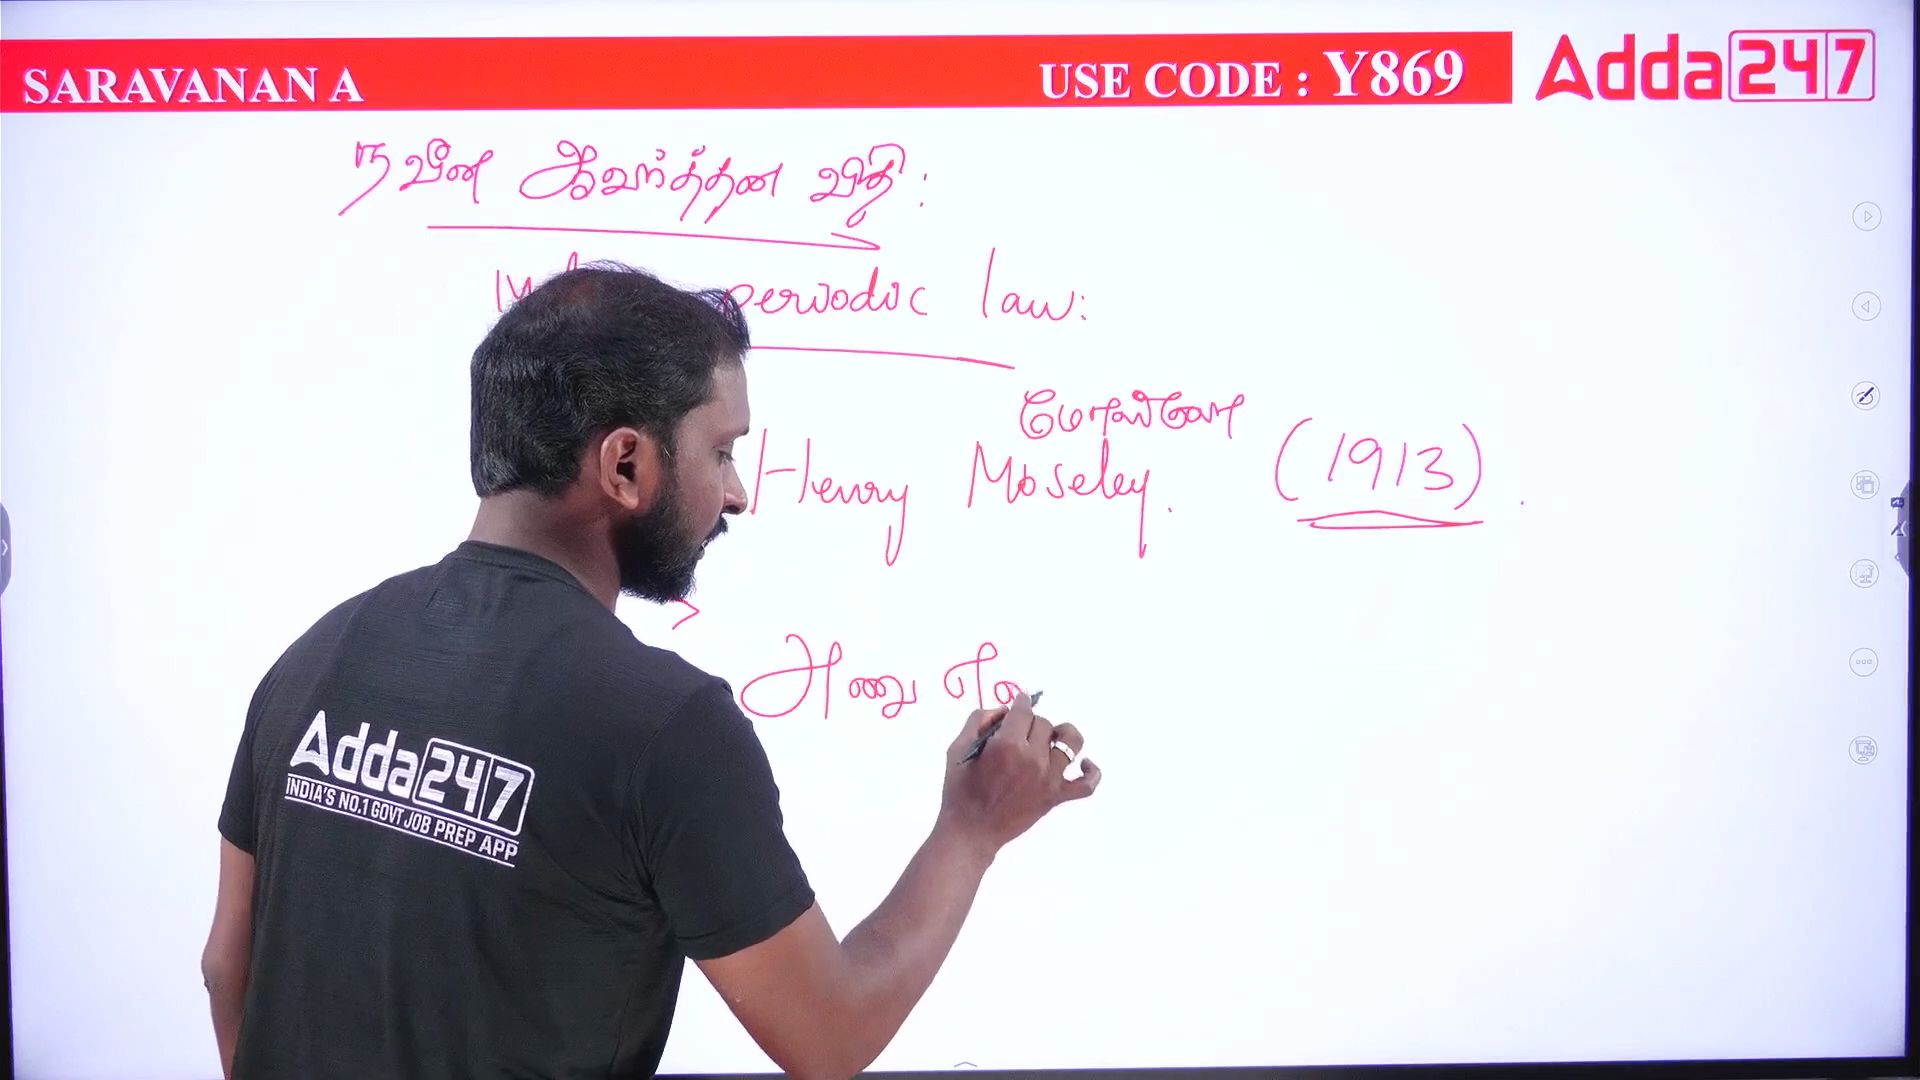 SARAVANAN A
USE CODE : Y869
Adda247
நவீன ஆவர்த்தன விதி :
periodic law:
மோஸ்லே
Henry Moseley. (1913).
அணு
Adda247
INDIA'S NO.1 GOVT JOB PREP APP